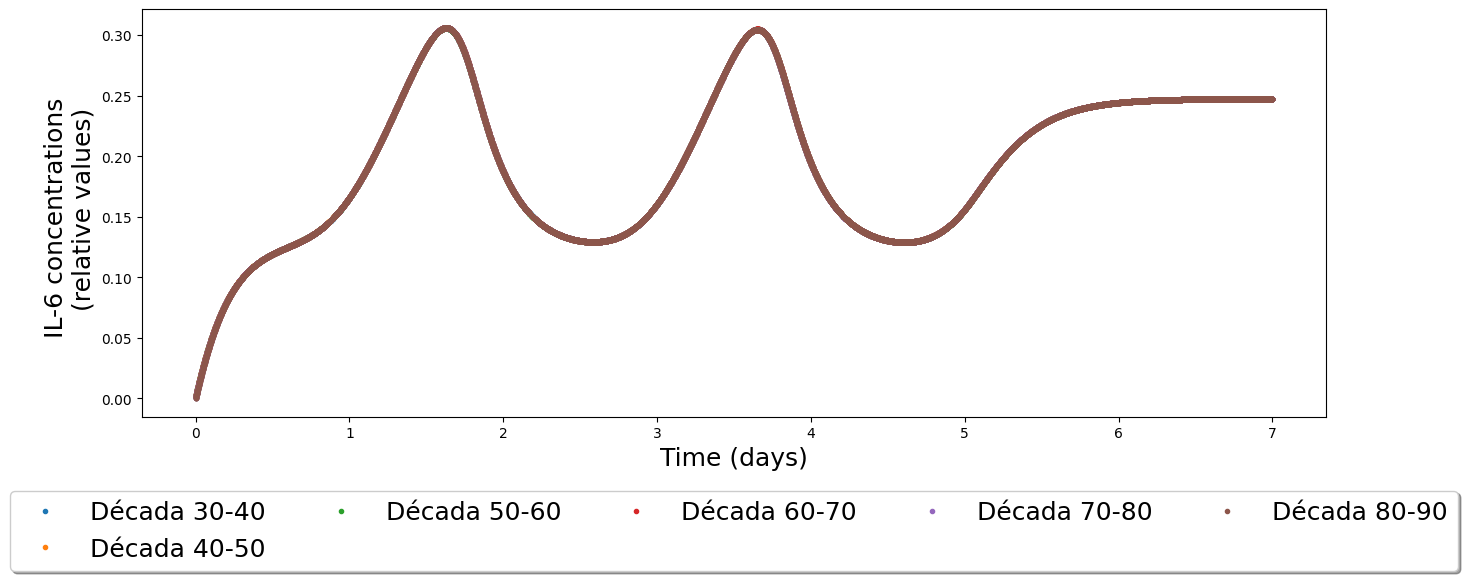 0.30
0.25
0.20
0.15
0.10
0.05
0.00
IL-6 concentrations
(relative values)
0 1 2 3 4 5 6 7
Time (days)
Década 30-40 Década 50-60 Década 60-70 Década 70-80 Década 80-90
Década 40-50